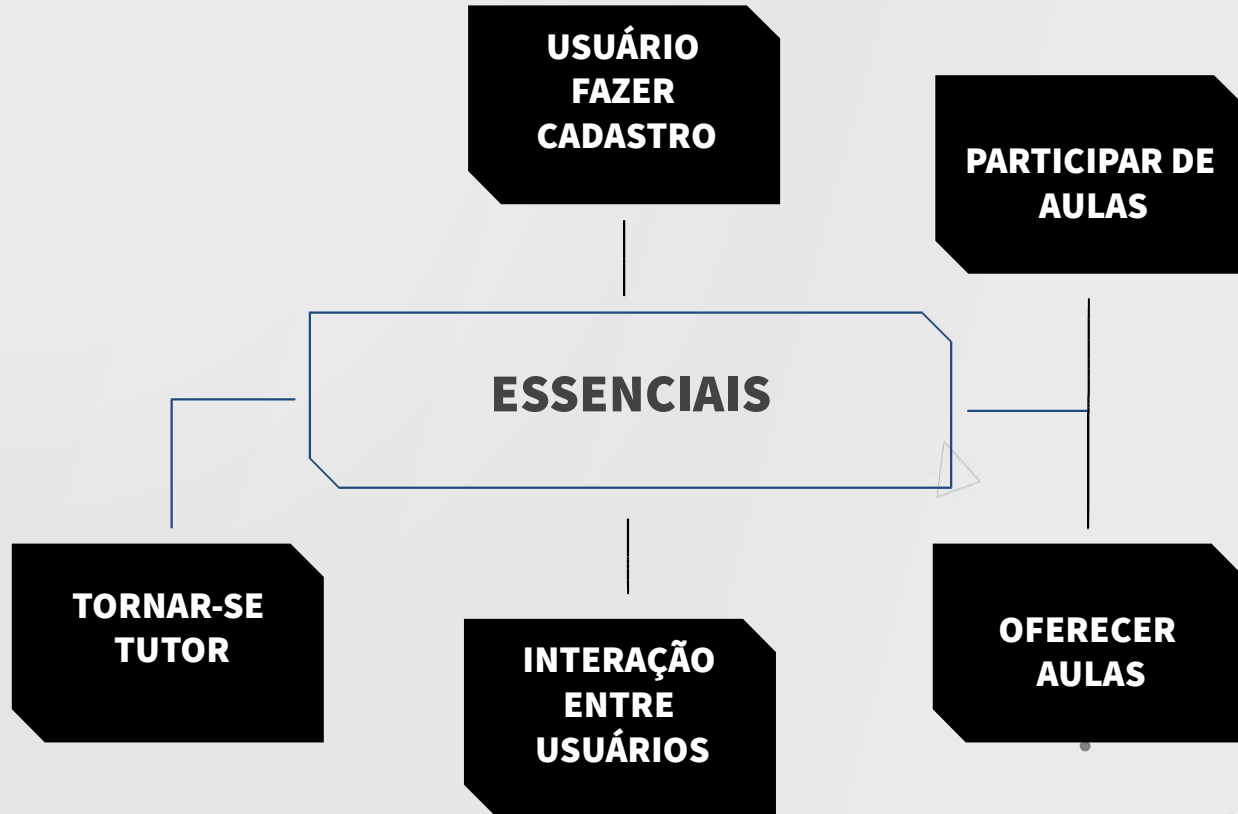 USUÁRIO
FAZER
CADASTRO
PARTICIPAR DE
AULAS
ESSENCIAIS
TORNAR-SE
TUTOR
INTERAÇÃO
ENTRE
USUÁRIOS
OFERECER
AULAS